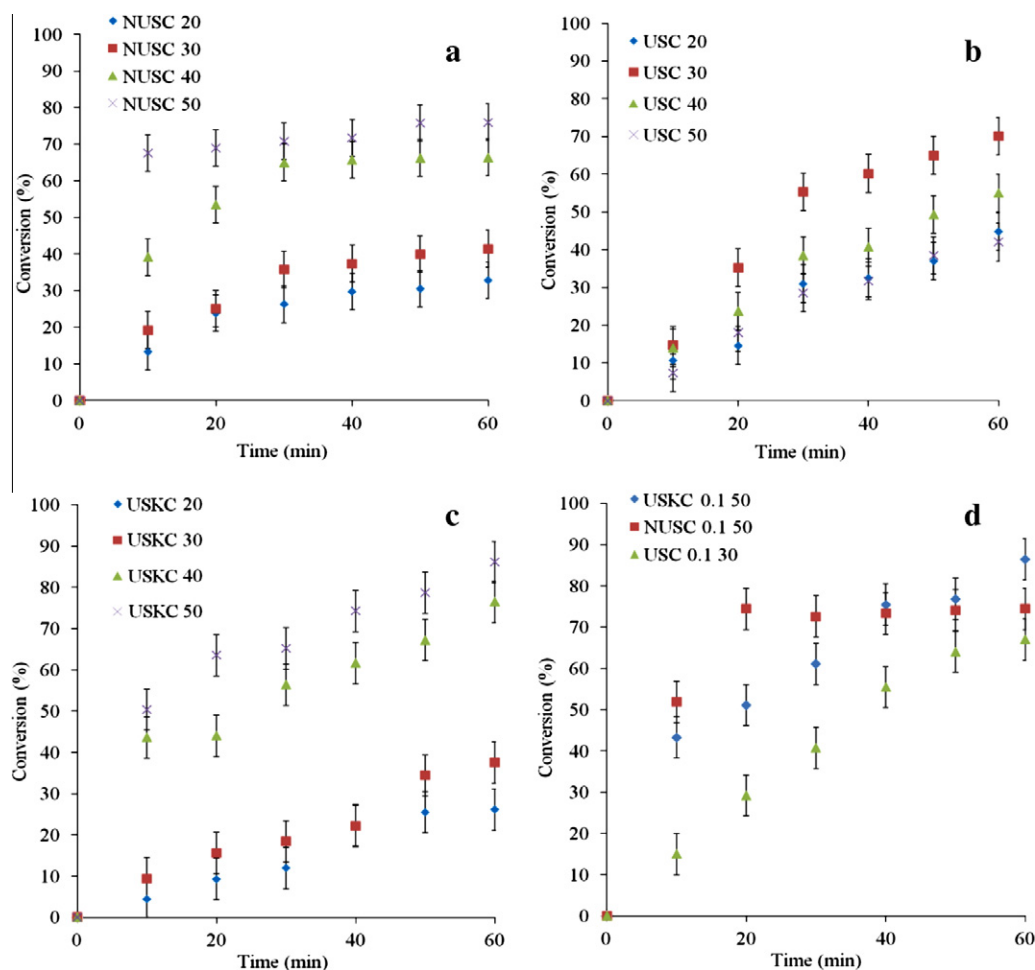 NUSC 20
NUSC 30
NUSC 40
NUSC 50
a
100
90
80
70
60
50
40
30
20
10
0
Conversion (%)
0 20 40 60
Time (min)
USC 20
USC 30
USC 40
USC 50
b
100
90
80
70
60
50
40
30
20
10
0
Conversion (%)
0 20 40 60
Time (min)
USKC 20
USKC 30
USKC 40
USKC 50
c
100
90
80
70
60
50
40
30
20
10
0
Conversion (%)
0 20 40 60
Time (min)
USKC 0.1 50
NUSC 0.1 50
USC 0.1 30
d
100
90
80
70
60
50
40
30
20
10
0
Conversion (%)
0 20 40 60
Time (min)